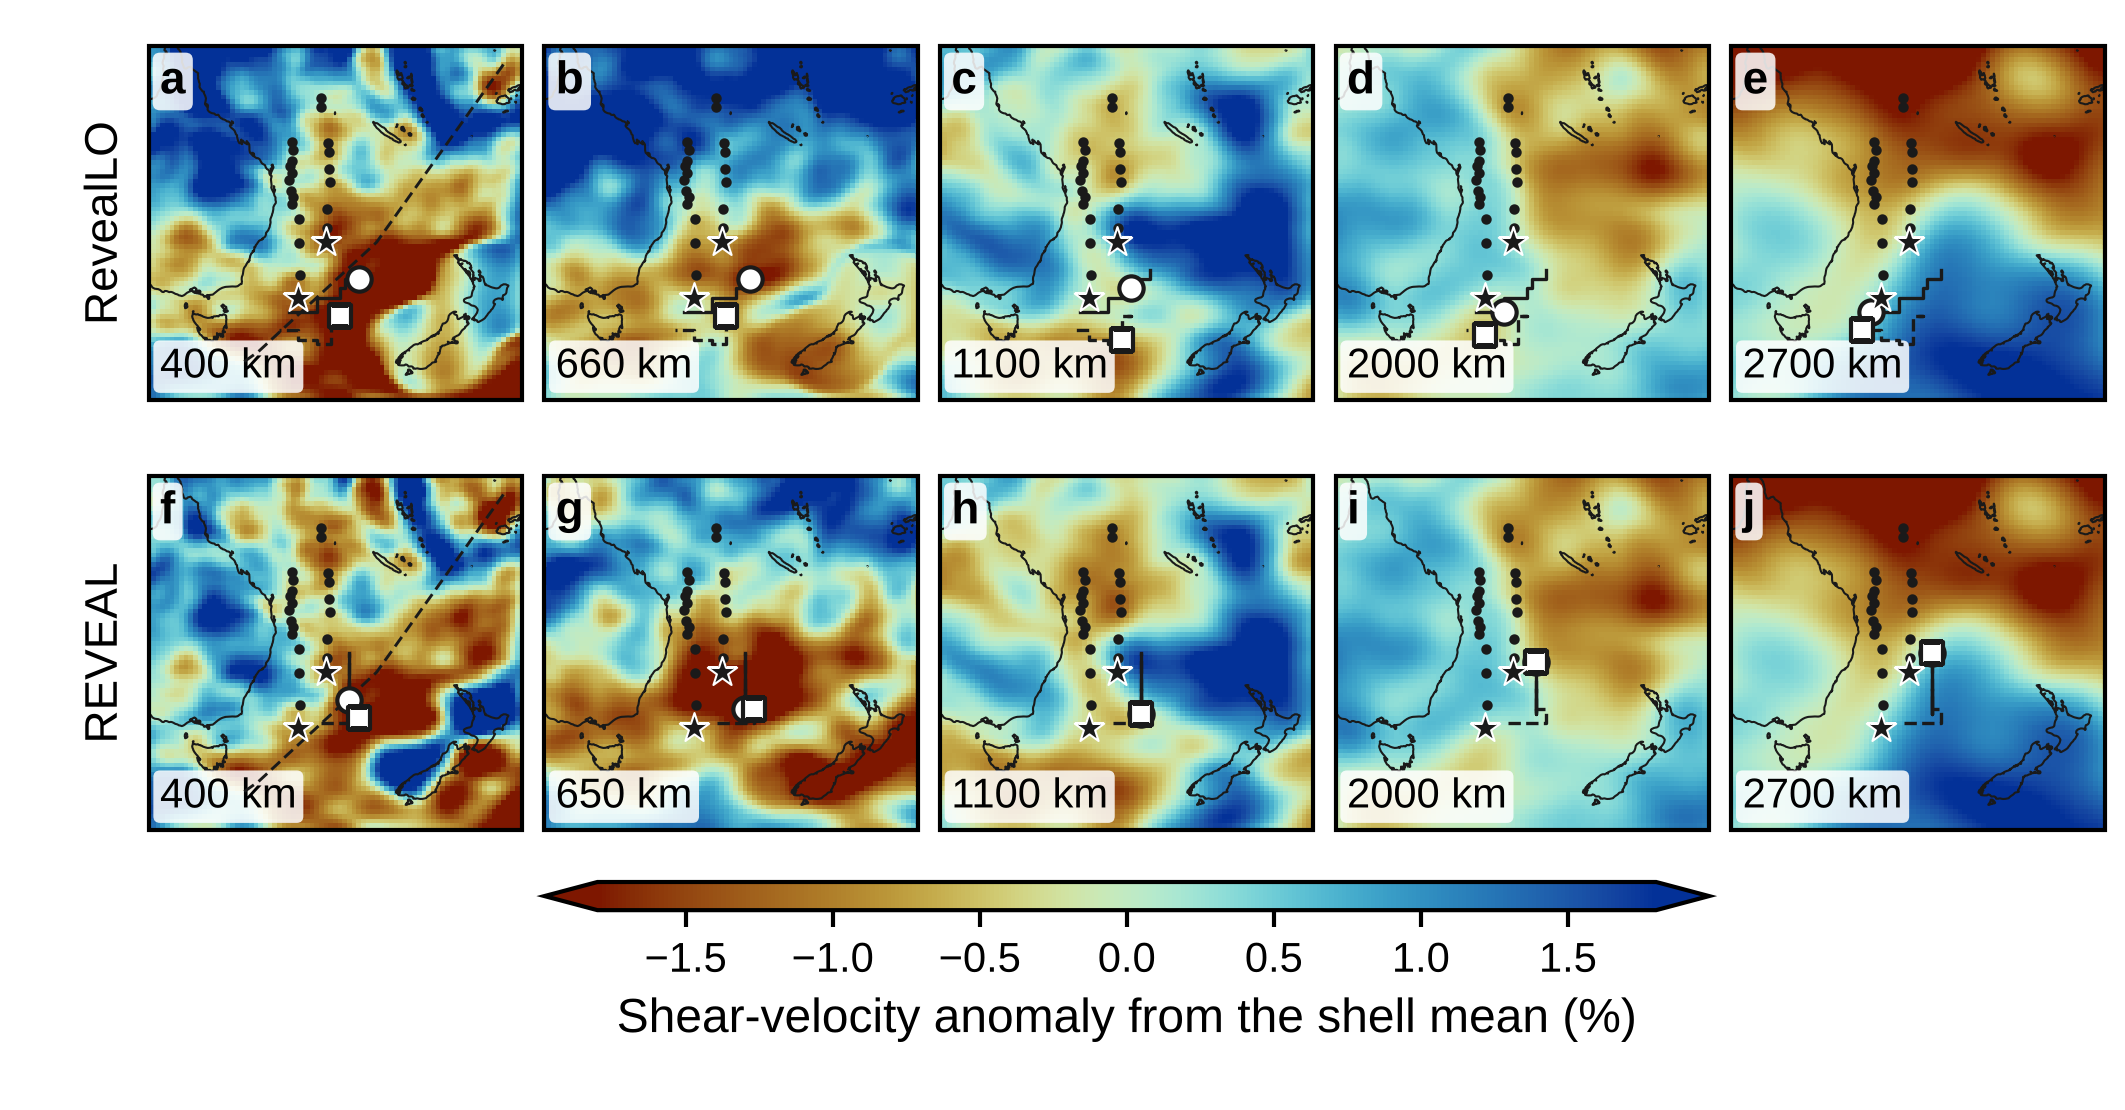 a
b
c
d
e
RevealLO
400 km
660 km
1100 km
2000 km
2700 km
f
g
h
i
j
REVEAL
400 km
650 km
1100 km
2000 km
2700 km
−1.5 −1.0 −0.5 0.0 0.5 1.0 1.5
Shear-velocity anomaly from the shell mean (%)